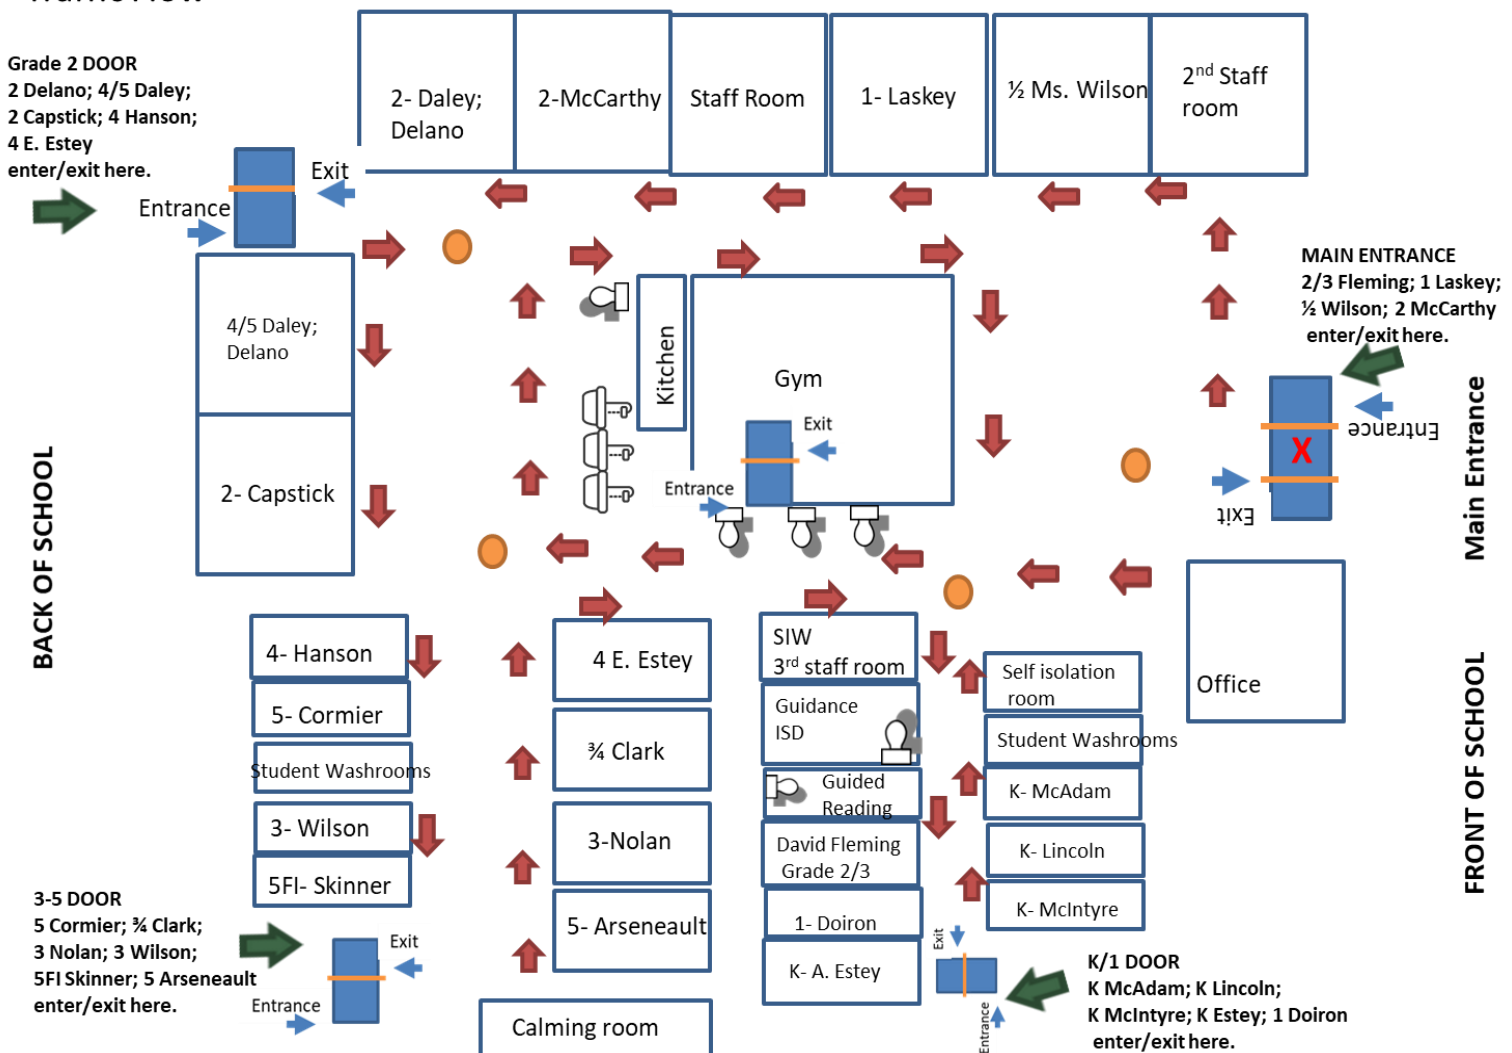 Traffic Flow
Grade 2 DOOR
2 Delano; 4/5 Daley;
2 Capstick; 4 Hanson;
4 E. Estey
enter/exit here.
Exit
Entrance
2- Daley;
Delano
2-McCarthy
Staff Room
1- Laskey
½ Ms. Wilson
2nd Staff
room
MAIN ENTRANCE
2/3 Fleming; 1 Laskey;
½ Wilson; 2 McCarthy
enter/exit here.
4/5 Daley;
Delano
Kitchen
Gym
Exit
Entrance
2- Capstick
Entrance
X
Exit
Main Entrance
BACK OF SCHOOL
4- Hanson
5- Cormier
Student Washrooms
3- Wilson
5FI- Skinner
4 E. Estey
¾ Clark
3-Nolan
5- Arseneault
Calming room
SIW
3rd staff room
Guidance
ISD
Guided
Reading
David Fleming
Grade 2/3
1- Doiron
K- A. Estey
Self isolation
room
Student Washrooms
K- McAdam
K- Lincoln
K- McIntyre
Office
FRONT OF SCHOOL
3-5 DOOR
5 Cormier; ¾ Clark;
3 Nolan; 3 Wilson;
5FI Skinner; 5 Arseneault
enter/exit here.
Exit
Entrance
Exit
Entrance
K/1 DOOR
K McAdam; K Lincoln;
K McIntyre; K Estey; 1 Doiron
enter/exit here.